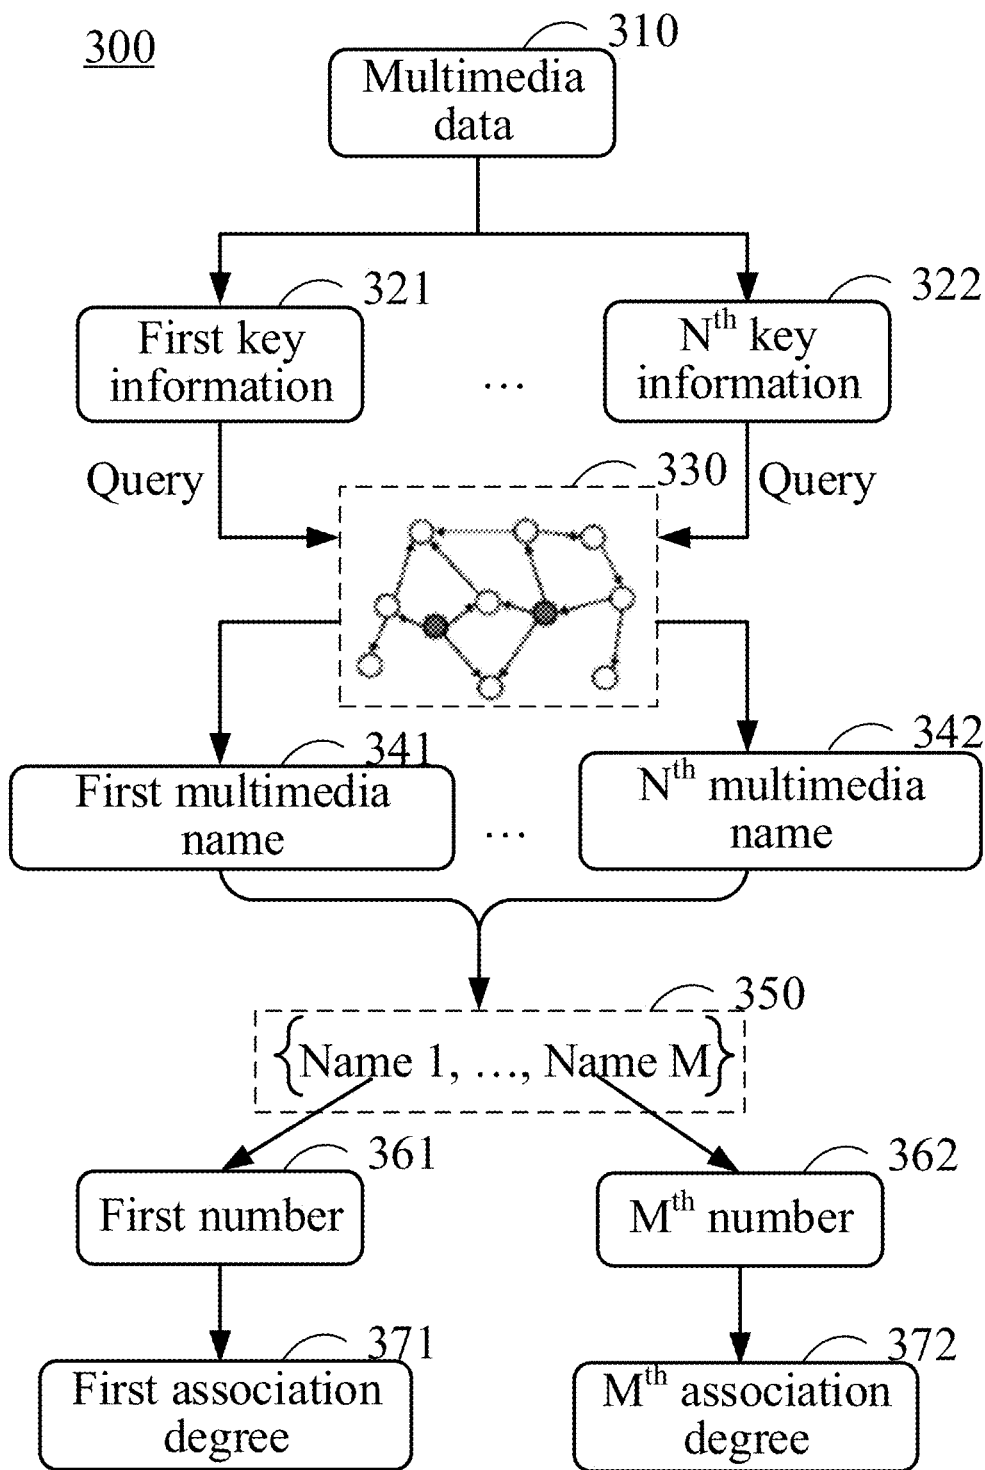 300
310
Multimedia
data
321
322
First key
information
...
Nth key
information
Query
330
Query
341
342
First multimedia
name
...
Nth multimedia
name
350
{Name 1, ..., Name M}
361
362
First number
Mth number
371
372
First association
degree
Mth association
degree